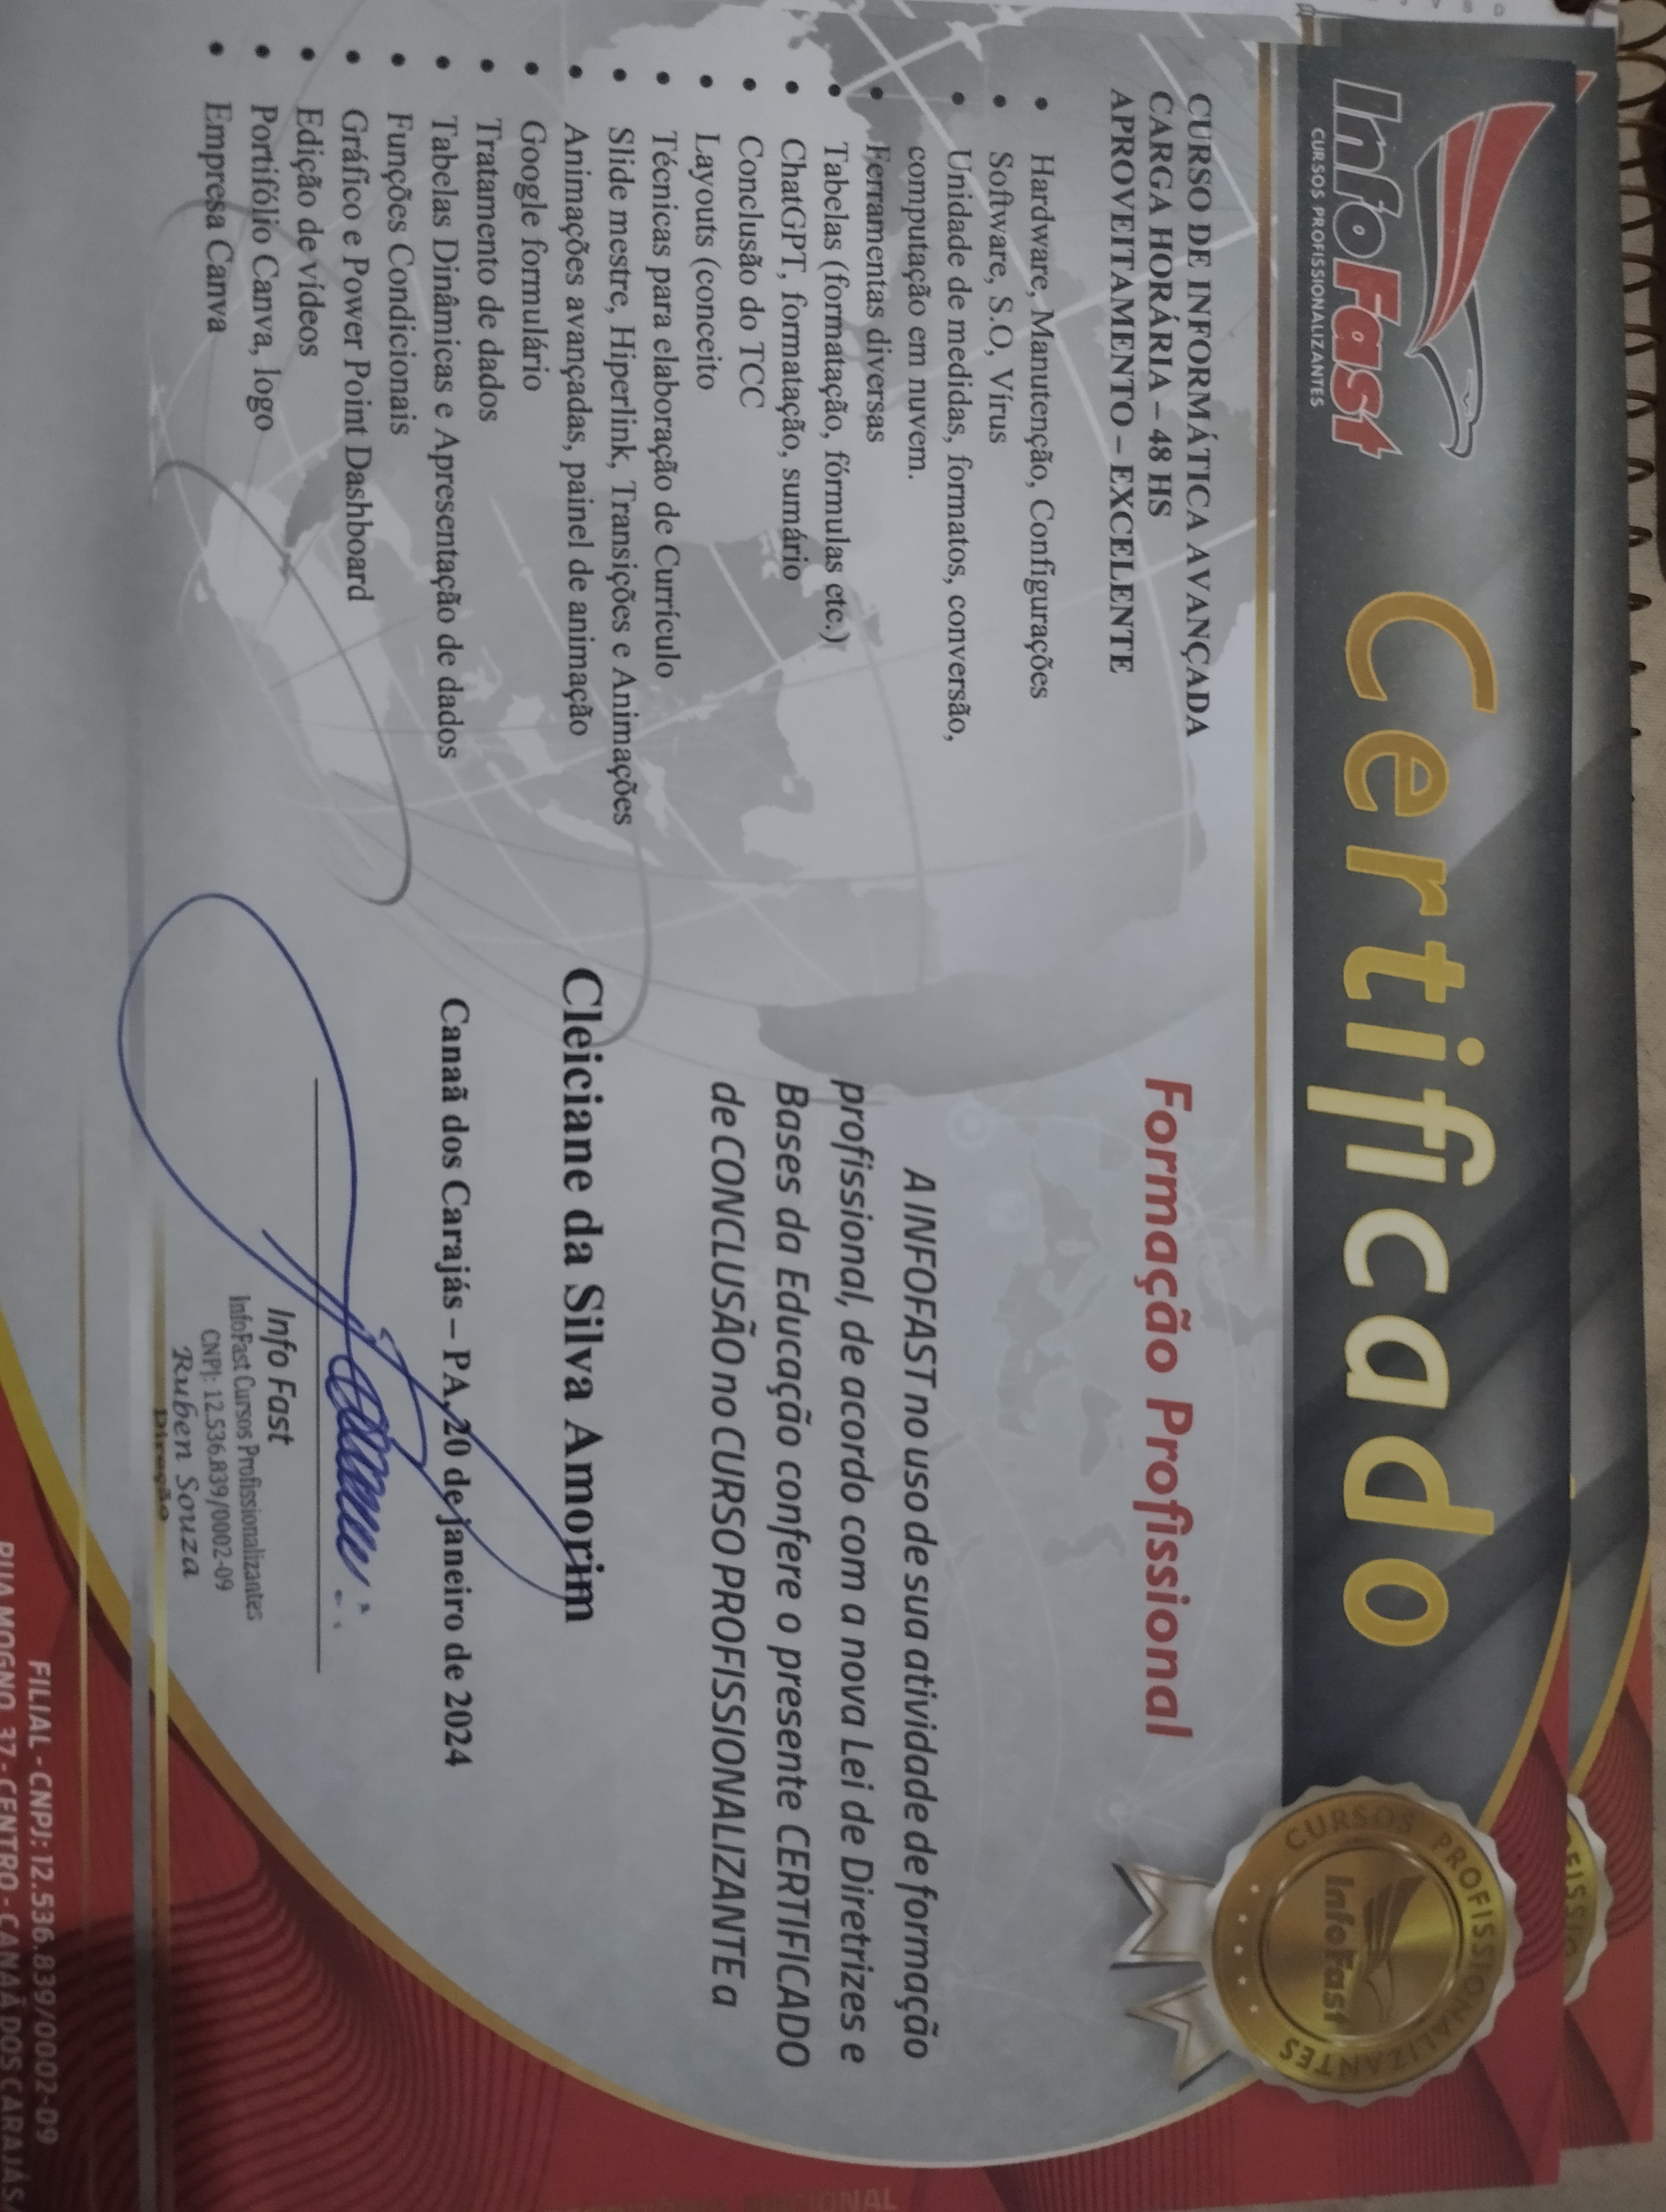 InfoFast
CURSOS PROFISSIONALIZANTES
Certificado
CURSOS PROFISSIONALIZANTES
InfoFast
CURSO DE INFORMÁTICA AVANÇADA
CARGA HORÁRIA – 48 HS
APROVEITAMENTO – EXCELENTE
• Hardware, Manutenção, Configurações
• Software, S.O, Vírus
• Unidade de medidas, formatos, conversão,
computação em nuvem.
• Ferramentas diversas
• Tabelas (formatação, fórmulas etc.)
• ChatGPT, formatação, sumário
• Conclusão do TCC
• Layouts (conceito
• Técnicas para elaboração de Currículo
• Slide mestre, Hiperlink, Transições e Animações
• Animações avançadas, painel de animação
• Google formulário
• Tratamento de dados
• Tabelas Dinâmicas e Apresentação de dados
• Funções Condicionais
• Gráfico e Power Point Dashboard
• Edição de vídeos
• Portifólio Canva, logo
• Empresa Canva
Formação Profissional
A INFOFAST no uso de sua atividade de formação
profissional, de acordo com a nova Lei de Diretrizes e
Bases da Educação confere o presente CERTIFICADO
de CONCLUSÃO no CURSO PROFISSIONALIZANTE a
Cleiciane da Silva Amorim
Canaã dos Carajás – PA, 20 de janeiro de 2024
Info Fast
InfoFast Cursos Profissionalizantes
CNPJ: 12.536.839/0002-09
Ruben Souza
Direção
FILIAL - CNPJ: 12.536.839/0002-09
RUA MOGNO, 37 - CENTRO - CANAÃ DOS CARAJÁS